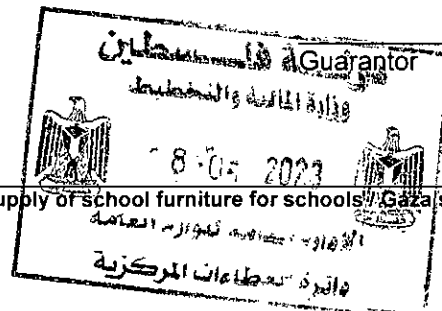 دولة فلسطين
Guarantor
وزارة المالية والتخطيط
8 -05- 2023
upply of school furniture for schools / Gaza s
الإدارة العامة للوازم العامة
دائرة العطاءات المركزية